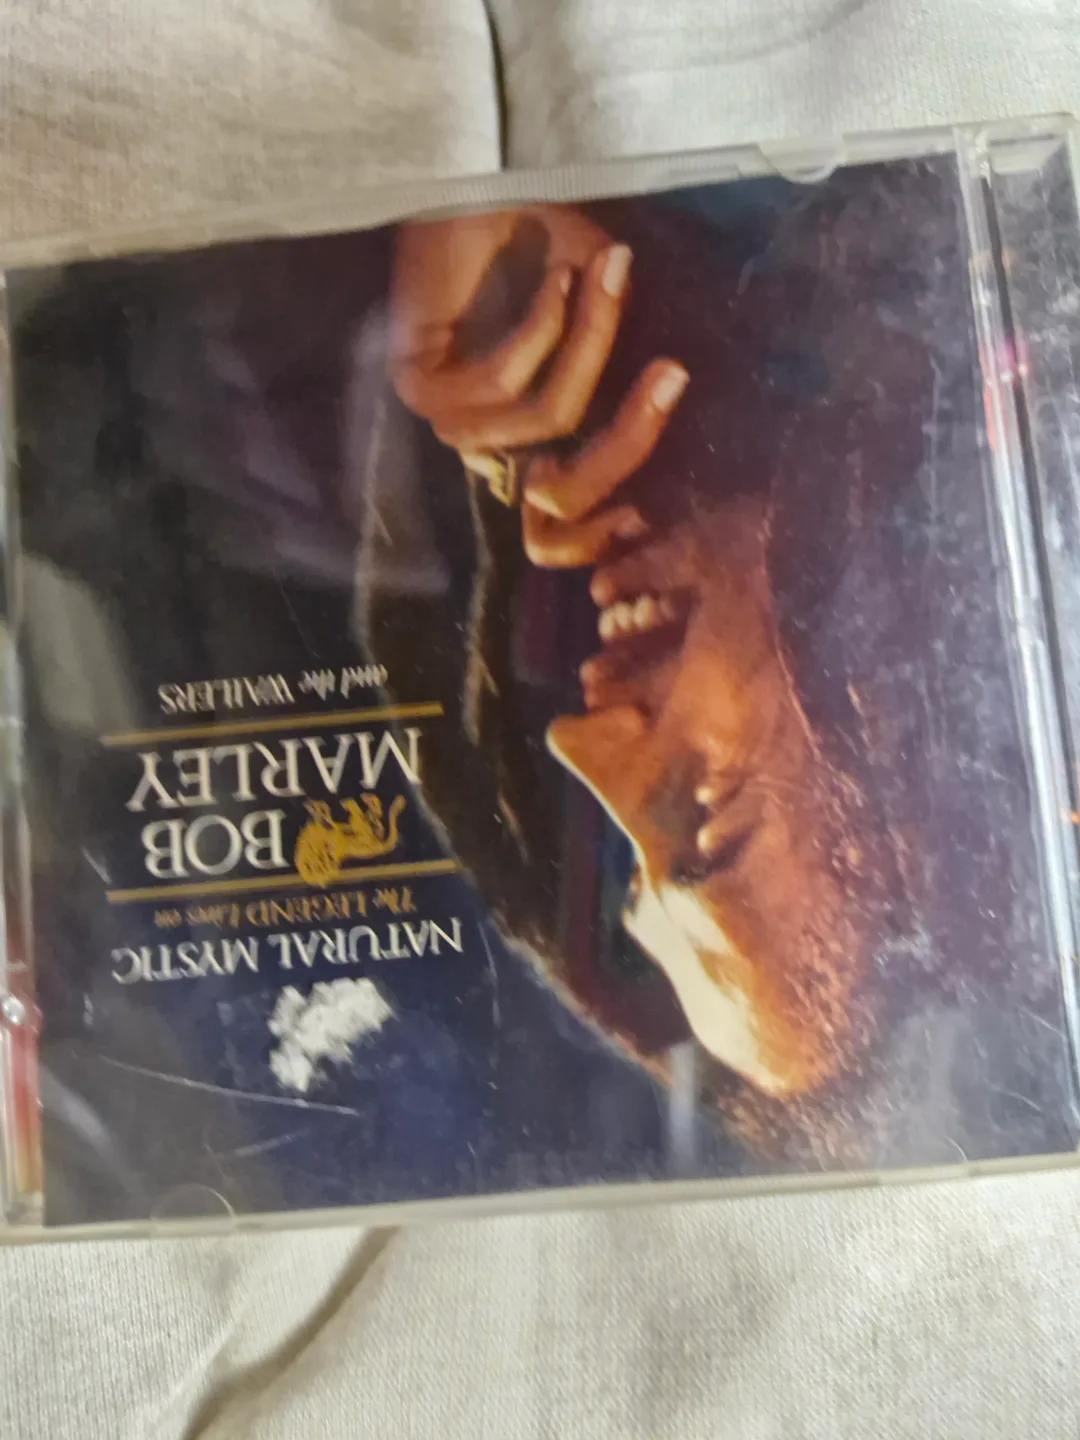 NATURAL MYSTIC
The LEGEND Lives on
BOB
MARLEY
and the WAILERS